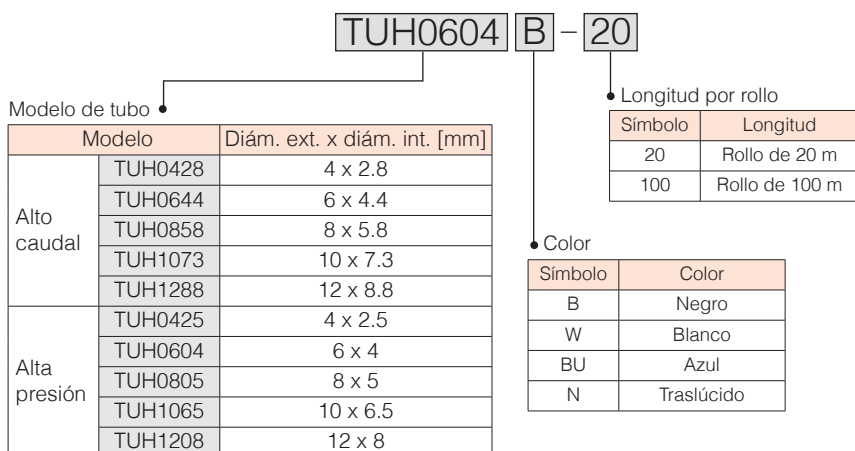 TUH0604 B - 20
Modelo de tubo
Modelo Diám. ext. x diám. int. [mm]
Alto caudal
TUH0428 4 x 2.8
TUH0644 6 x 4.4
TUH0858 8 x 5.8
TUH1073 10 x 7.3
TUH1288 12 x 8.8
Alta presión
TUH0425 4 x 2.5
TUH0604 6 x 4
TUH0805 8 x 5
TUH1065 10 x 6.5
TUH1208 12 x 8
Longitud por rollo
Símbolo Longitud
20 Rollo de 20 m
100 Rollo de 100 m
Color
Símbolo Color
B Negro
W Blanco
BU Azul
N Traslúcido